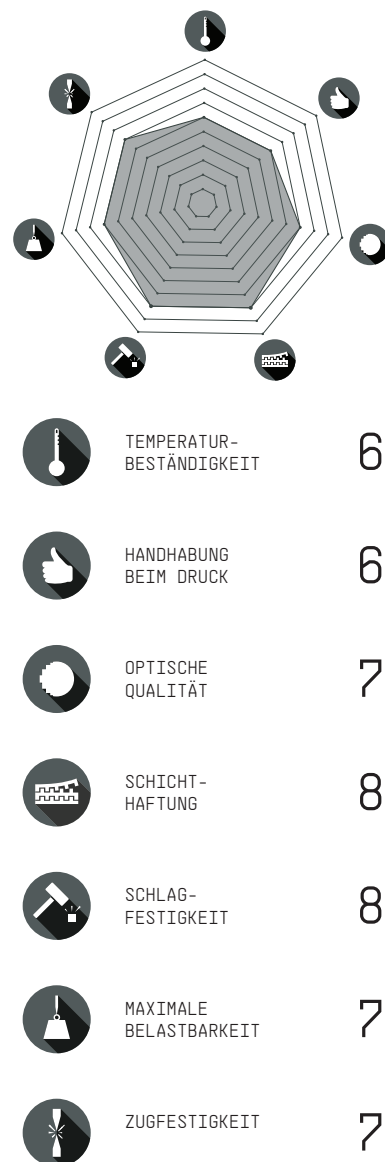 TEMPERATUR-
BESTÄNDIGKEIT
6
HANDHABUNG
BEIM DRUCK
6
OPTISCHE
QUALITÄT
7
SCHICHT-
HAFTUNG
8
SCHLAG-
FESTIGKEIT
8
MAXIMALE
BELASTBARKEIT
7
ZUGFESTIGKEIT
7